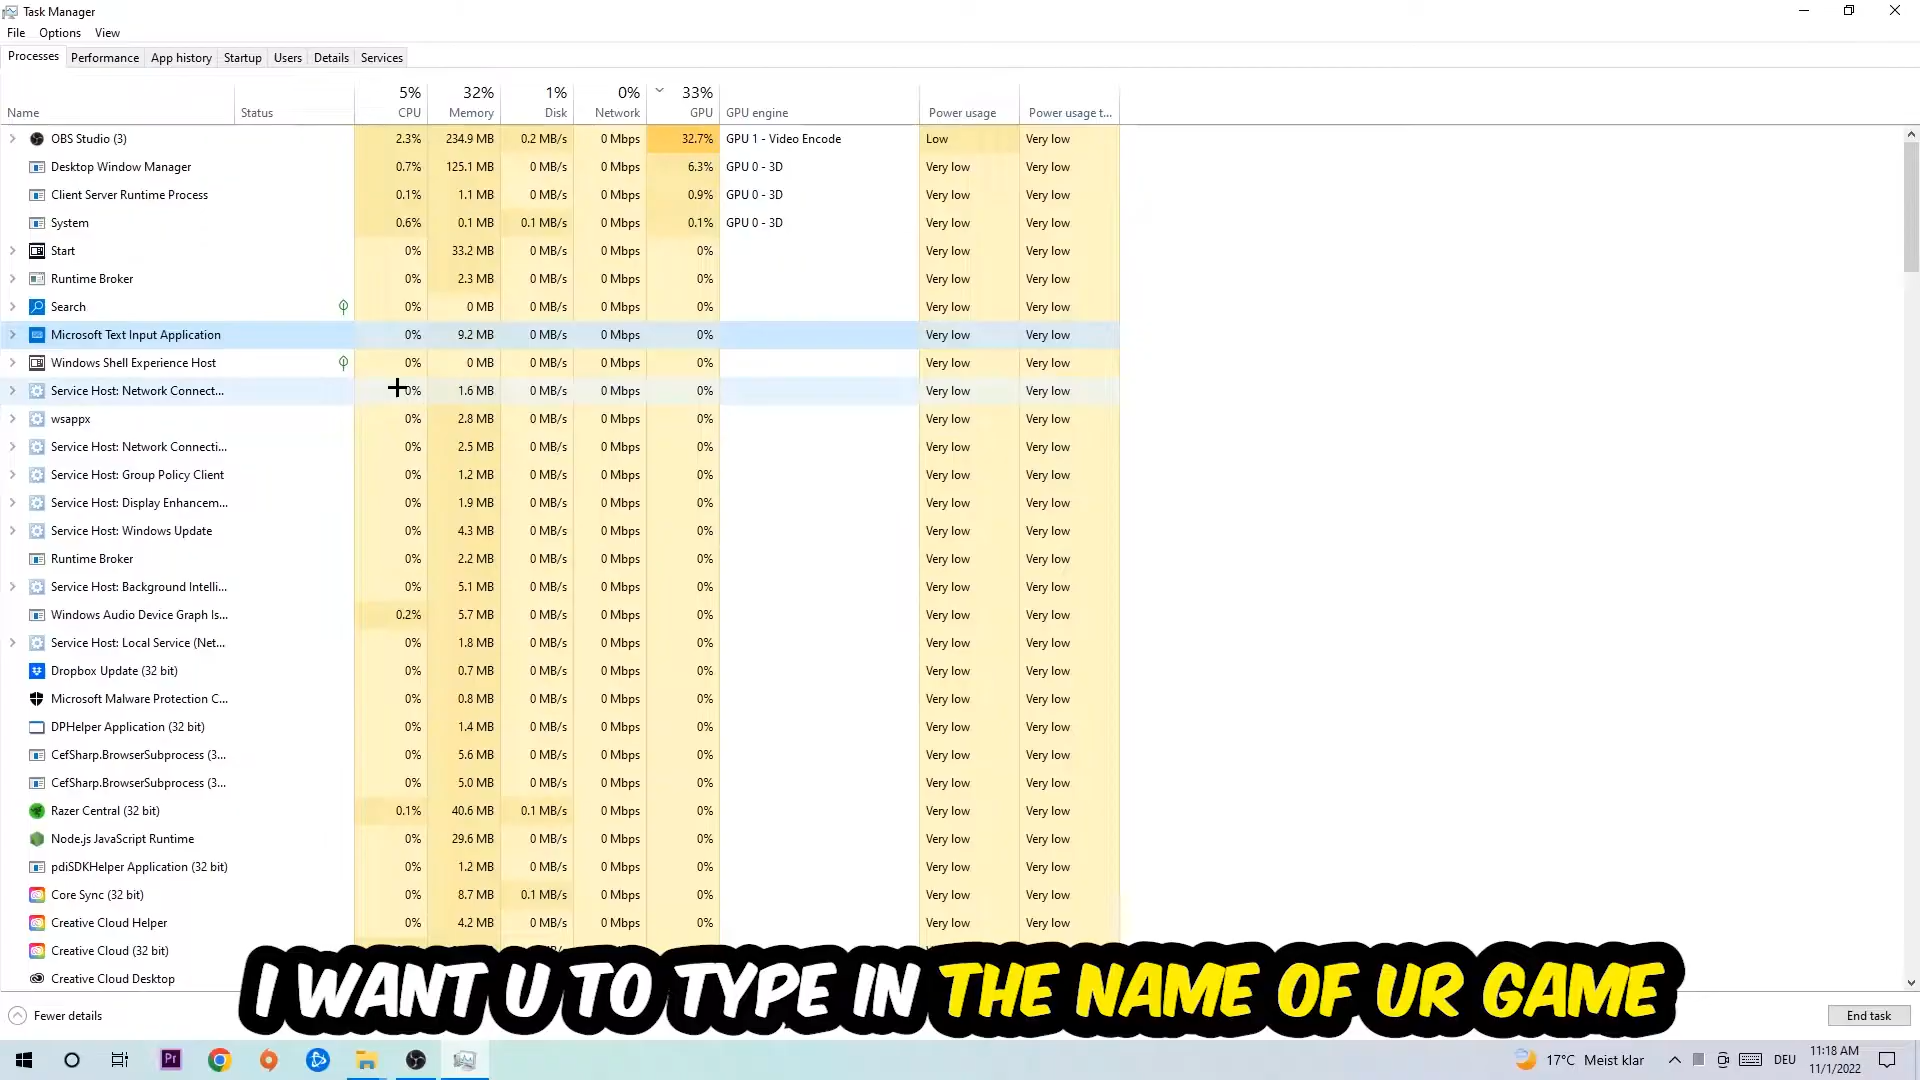 Task Manager
File Options View
Processes Performance App history Startup Users Details Services
5% 32% 1% 0% 33%
Name Status CPU Memory Disk Network GPU GPU engine Power usage Power usage t...
OBS Studio (3) 2.3% 234.9 MB 0.2 MB/s 0 Mbps 32.7% GPU 1 - Video Encode Low Very low
Desktop Window Manager 0.7% 125.1 MB 0 MB/s 0 Mbps 6.3% GPU 0 - 3D Very low Very low
Client Server Runtime Process 0.1% 1.1 MB 0 MB/s 0 Mbps 0.9% GPU 0 - 3D Very low Very low
System 0.6% 0.1 MB 0.1 MB/s 0 Mbps 0.1% GPU 0 - 3D Very low Very low
Start 0% 33.2 MB 0 MB/s 0 Mbps 0% Very low Very low
Runtime Broker 0% 2.3 MB 0 MB/s 0 Mbps 0% Very low Very low
Search 0% 0 MB 0 MB/s 0 Mbps 0% Very low Very low
Microsoft Text Input Application 0% 9.2 MB 0 MB/s 0 Mbps 0% Very low Very low
Windows Shell Experience Host 0% 0 MB 0 MB/s 0 Mbps 0% Very low Very low
Service Host: Network Connect... 0% 1.6 MB 0 MB/s 0 Mbps 0% Very low Very low
wsappx 0% 2.8 MB 0 MB/s 0 Mbps 0% Very low Very low
Service Host: Network Connecti... 0% 2.5 MB 0 MB/s 0 Mbps 0% Very low Very low
Service Host: Group Policy Client 0% 1.2 MB 0 MB/s 0 Mbps 0% Very low Very low
Service Host: Display Enhancem... 0% 1.9 MB 0 MB/s 0 Mbps 0% Very low Very low
Service Host: Windows Update 0% 4.3 MB 0 MB/s 0 Mbps 0% Very low Very low
Runtime Broker 0% 2.2 MB 0 MB/s 0 Mbps 0% Very low Very low
Service Host: Background Intelli... 0% 5.1 MB 0 MB/s 0 Mbps 0% Very low Very low
Windows Audio Device Graph Is... 0.2% 5.7 MB 0 MB/s 0 Mbps 0% Very low Very low
Service Host: Local Service (Net... 0% 1.8 MB 0 MB/s 0 Mbps 0% Very low Very low
Dropbox Update (32 bit) 0% 0.7 MB 0 MB/s 0 Mbps 0% Very low Very low
Microsoft Malware Protection C... 0% 0.8 MB 0 MB/s 0 Mbps 0% Very low Very low
DPHelper Application (32 bit) 0% 1.4 MB 0 MB/s 0 Mbps 0% Very low Very low
CefSharp.BrowserSubprocess (3... 0% 5.6 MB 0 MB/s 0 Mbps 0% Very low Very low
CefSharp.BrowserSubprocess (3... 0% 5.0 MB 0 MB/s 0 Mbps 0% Very low Very low
Razer Central (32 bit) 0.1% 40.6 MB 0.1 MB/s 0 Mbps 0% Very low Very low
Node.js JavaScript Runtime 0% 29.6 MB 0 MB/s 0 Mbps 0% Very low Very low
pdiSDKHelper Application (32 bit) 0% 1.2 MB 0 MB/s 0 Mbps 0% Very low Very low
Core Sync (32 bit) 0% 8.7 MB 0.1 MB/s 0 Mbps 0% Very low Very low
Creative Cloud Helper 0% 4.2 MB 0 MB/s 0 Mbps 0% Very low Very low
Creative Cloud (32 bit)
Creative Cloud Desktop
I WANT U TO TYPE IN THE NAME OF UR GAME
Fewer details End task
Pr 17°C Meist klar DEU 11:18 AM
11/1/2022